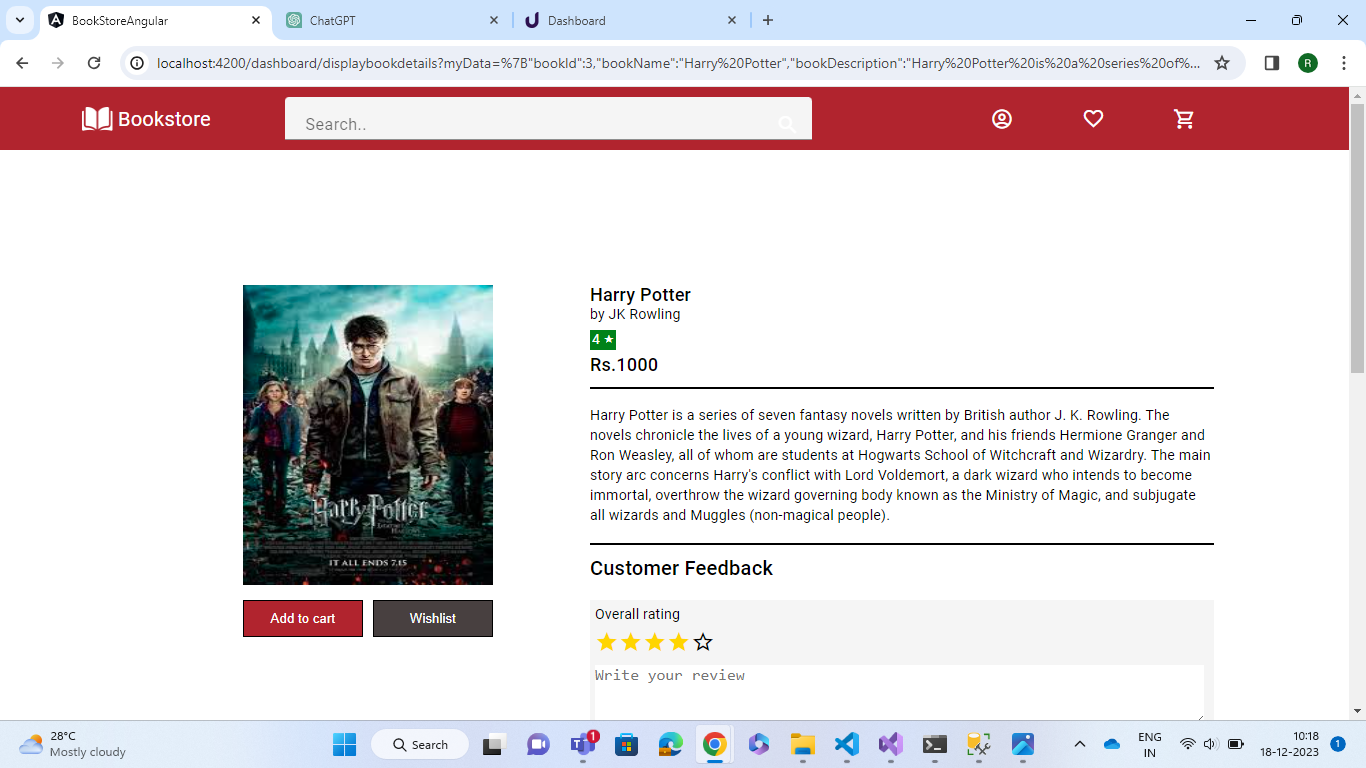 BookStoreAngular
ChatGPT
Dashboard
localhost:4200/dashboard/displaybookdetails?myData=%7B"bookId":3,"bookName":"Harry%20Potter","bookDescription":"Harry%20Potter%20is%20a%20series%20of%...
R
Bookstore
Search..
Harry Potter
IT ALL ENDS 7.15
Add to cart
Wishlist
Harry Potter
by JK Rowling
4 ★
Rs.1000
Harry Potter is a series of seven fantasy novels written by British author J. K. Rowling. The
novels chronicle the lives of a young wizard, Harry Potter, and his friends Hermione Granger and
Ron Weasley, all of whom are students at Hogwarts School of Witchcraft and Wizardry. The main
story arc concerns Harry's conflict with Lord Voldemort, a dark wizard who intends to become
immortal, overthrow the wizard governing body known as the Ministry of Magic, and subjugate
all wizards and Muggles (non-magical people).
Customer Feedback
Overall rating
Write your review
28°C
Mostly cloudy
Search
1
ENG
IN
10:18
18-12-2023
1